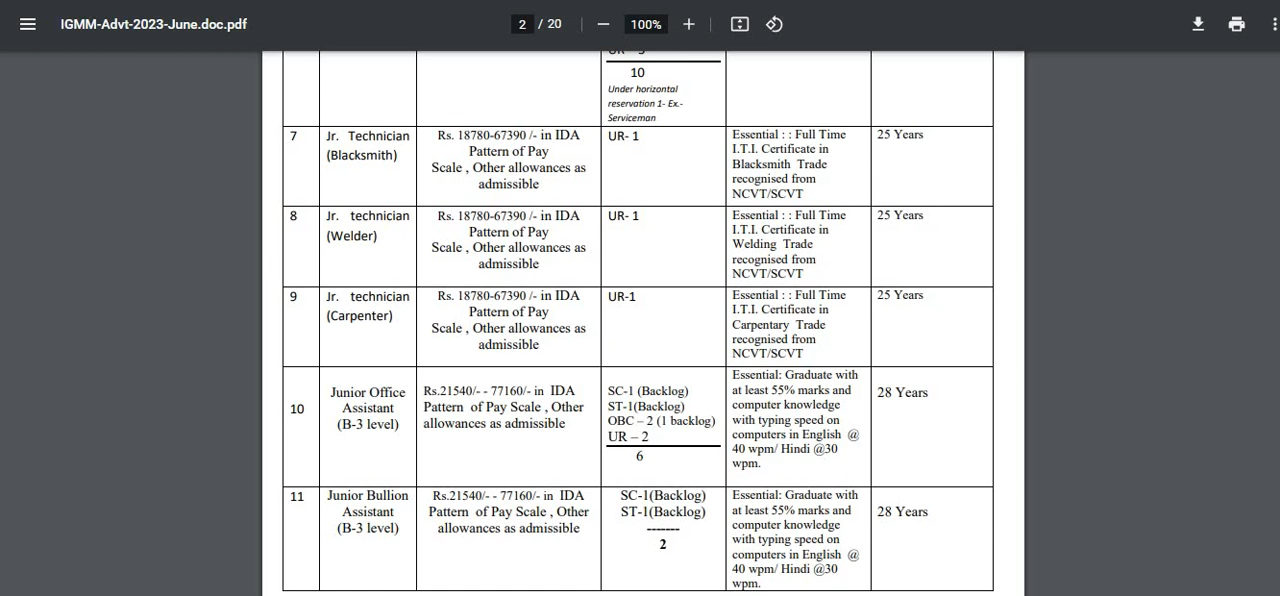 IGMM-Advt-2023-June.doc.pdf
2 / 20
100%
10
Under horizontal
reservation 1- Ex.-
Serviceman
7
Jr. Technician
(Blacksmith)
Rs. 18780-67390 /- in IDA
Pattern of Pay
Scale , Other allowances as
admissible
UR- 1
Essential : : Full Time
I.T.I. Certificate in
Blacksmith Trade
recognised from
NCVT/SCVT
25 Years
8
Jr. technician
(Welder)
Rs. 18780-67390 /- in IDA
Pattern of Pay
Scale , Other allowances as
admissible
UR- 1
Essential : : Full Time
I.T.I. Certificate in
Welding Trade
recognised from
NCVT/SCVT
25 Years
9
Jr. technician
(Carpenter)
Rs. 18780-67390 /- in IDA
Pattern of Pay
Scale , Other allowances as
admissible
UR-1
Essential : : Full Time
I.T.I. Certificate in
Carpentary Trade
recognised from
NCVT/SCVT
25 Years
10
Junior Office
Assistant
(B-3 level)
Rs.21540/- - 77160/- in IDA
Pattern of Pay Scale , Other
allowances as admissible
SC-1 (Backlog)
ST-1(Backlog)
OBC – 2 (1 backlog)
UR – 2
6
Essential: Graduate with
at least 55% marks and
computer knowledge
with typing speed on
computers in English @
40 wpm/ Hindi @30
wpm.
28 Years
11
Junior Bullion
Assistant
(B-3 level)
Rs.21540/- - 77160/- in IDA
Pattern of Pay Scale , Other
allowances as admissible
SC-1(Backlog)
ST-1(Backlog)
-------
2
Essential: Graduate with
at least 55% marks and
computer knowledge
with typing speed on
computers in English @
40 wpm/ Hindi @30
wpm.
28 Years